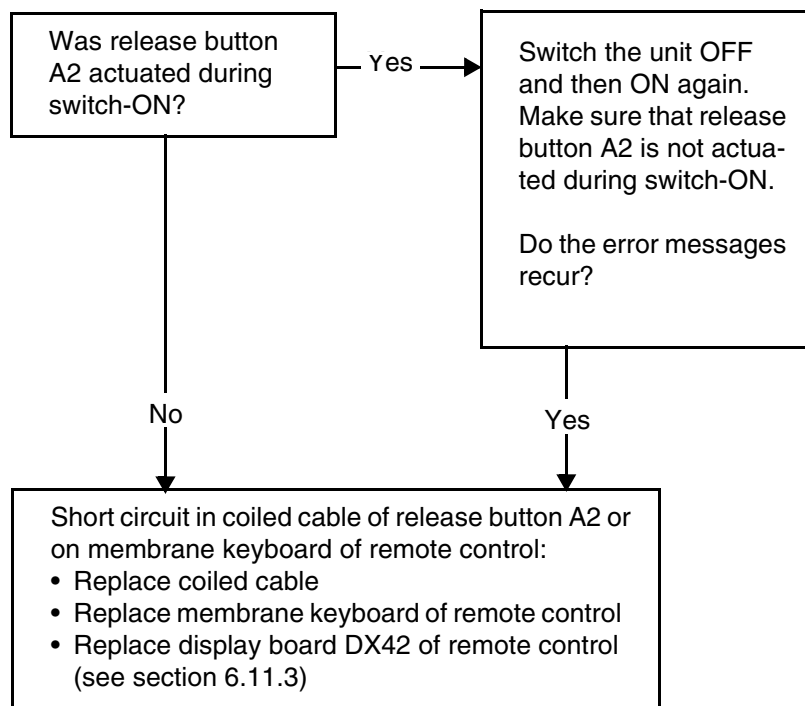 Was release button
A2 actuated during
switch-ON?
Yes
Switch the unit OFF
and then ON again.
Make sure that release
button A2 is not actua-
ted during switch-ON.
Do the error messages
recur?
No
Yes
Short circuit in coiled cable of release button A2 or
on membrane keyboard of remote control:
• Replace coiled cable
• Replace membrane keyboard of remote control
• Replace display board DX42 of remote control
(see section 6.11.3)